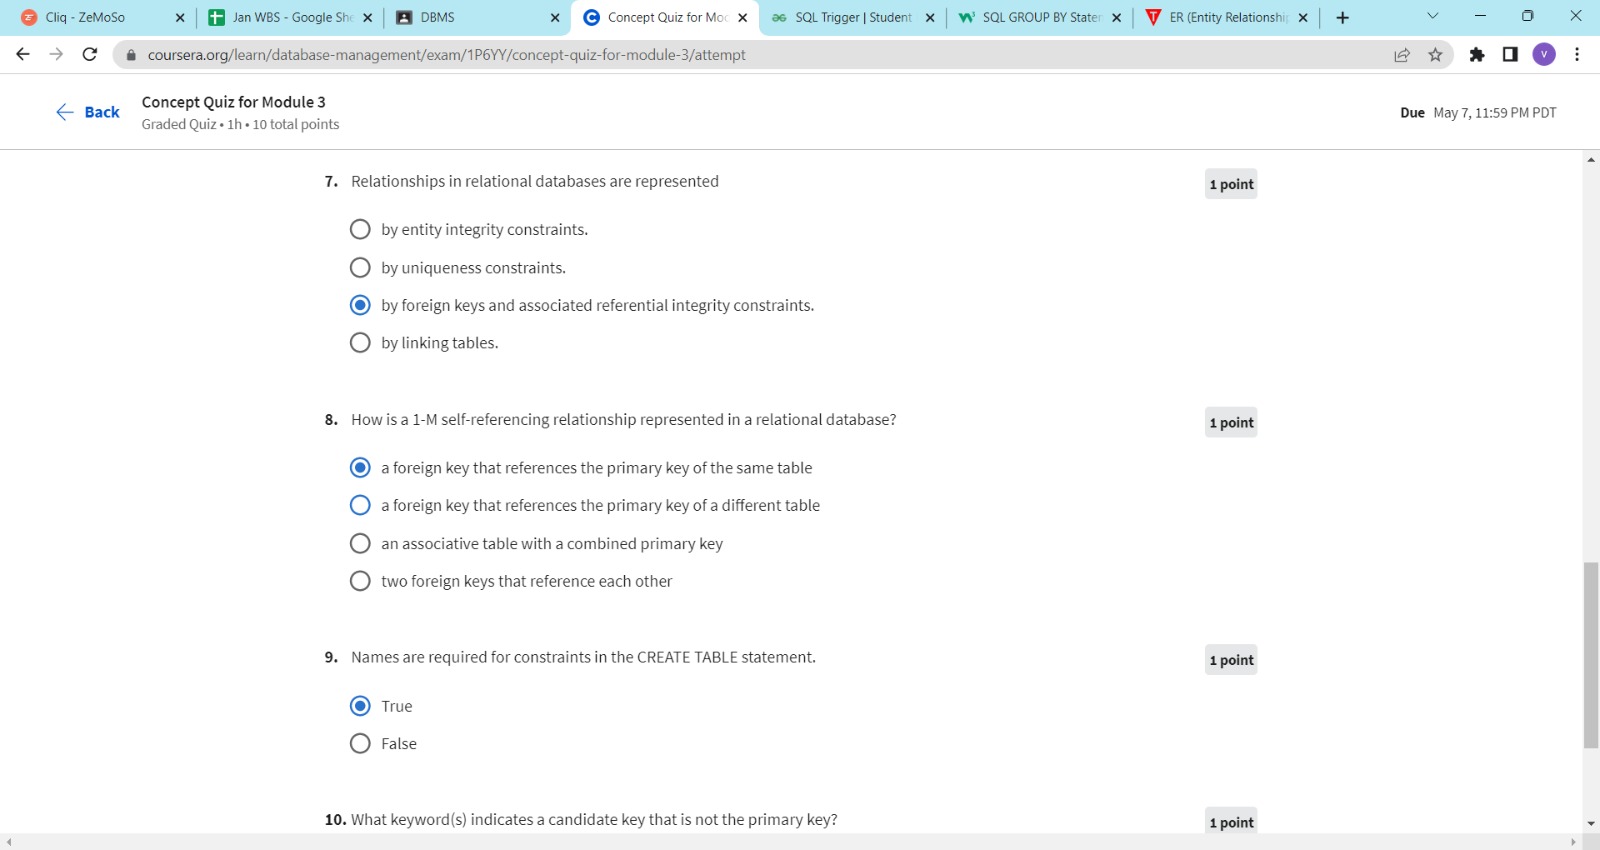 Cliq - ZeMoSo
Jan WBS - Google She
DBMS
Concept Quiz for Mod
SQL Trigger | Student
SQL GROUP BY Stater
ER (Entity Relationship
coursera.org/learn/database-management/exam/1P6YY/concept-quiz-for-module-3/attempt
V
Back
Concept Quiz for Module 3
Graded Quiz • 1h • 10 total points
Due May 7, 11:59 PM PDT
7. Relationships in relational databases are represented
1 point
by entity integrity constraints.
by uniqueness constraints.
by foreign keys and associated referential integrity constraints.
by linking tables.
8. How is a 1-M self-referencing relationship represented in a relational database?
1 point
a foreign key that references the primary key of the same table
a foreign key that references the primary key of a different table
an associative table with a combined primary key
two foreign keys that reference each other
9. Names are required for constraints in the CREATE TABLE statement.
1 point
True
False
10. What keyword(s) indicates a candidate key that is not the primary key?
1 point